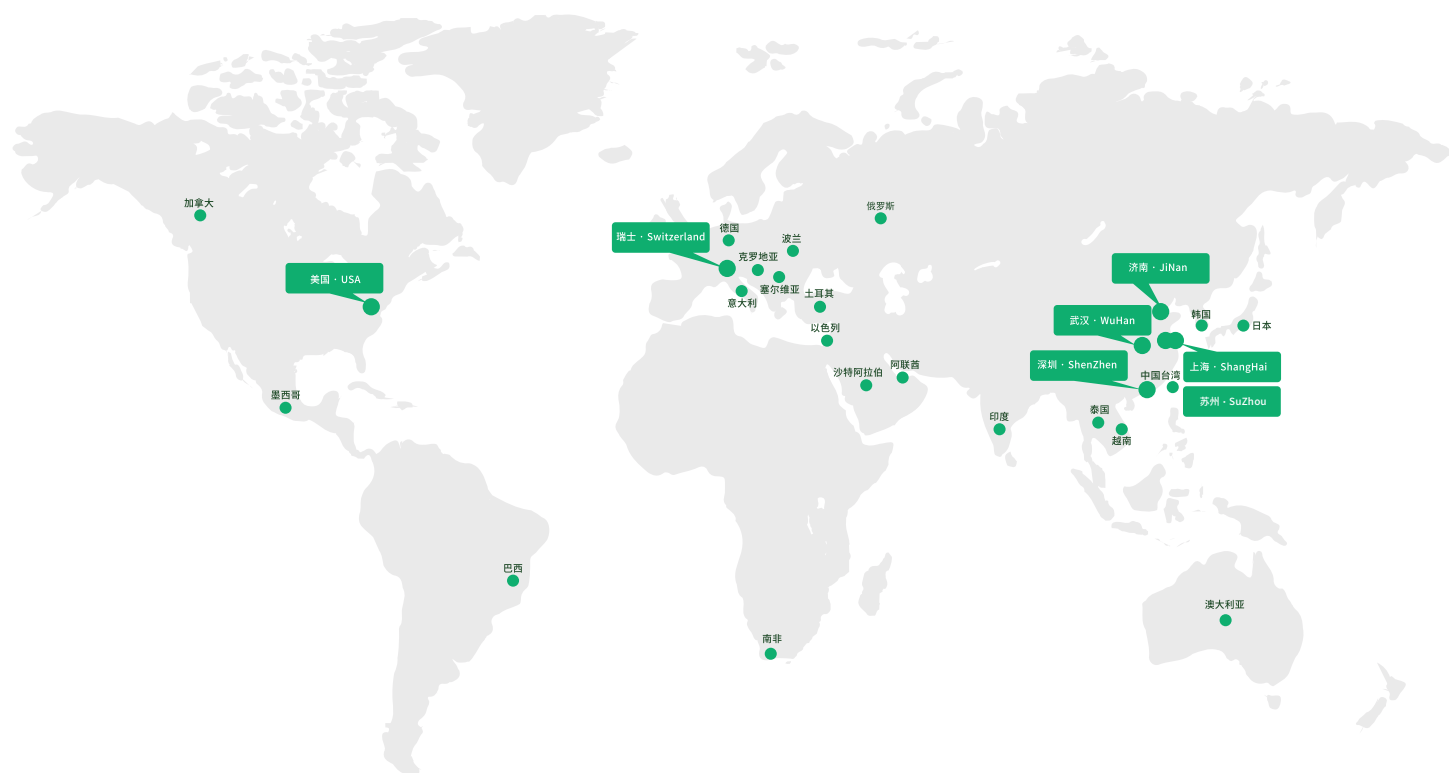 加拿大
俄罗斯
德国
瑞士 · Switzerland
波兰
克罗地亚
济南 · JiNan
美国 · USA
塞尔维亚
土耳其
意大利
韩国
武汉 · WuHan
日本
以色列
深圳 · ShenZhen
阿联酋
上海 · ShangHai
沙特阿拉伯
中国台湾
墨西哥
苏州 · SuZhou
泰国
印度
越南
巴西
澳大利亚
南非